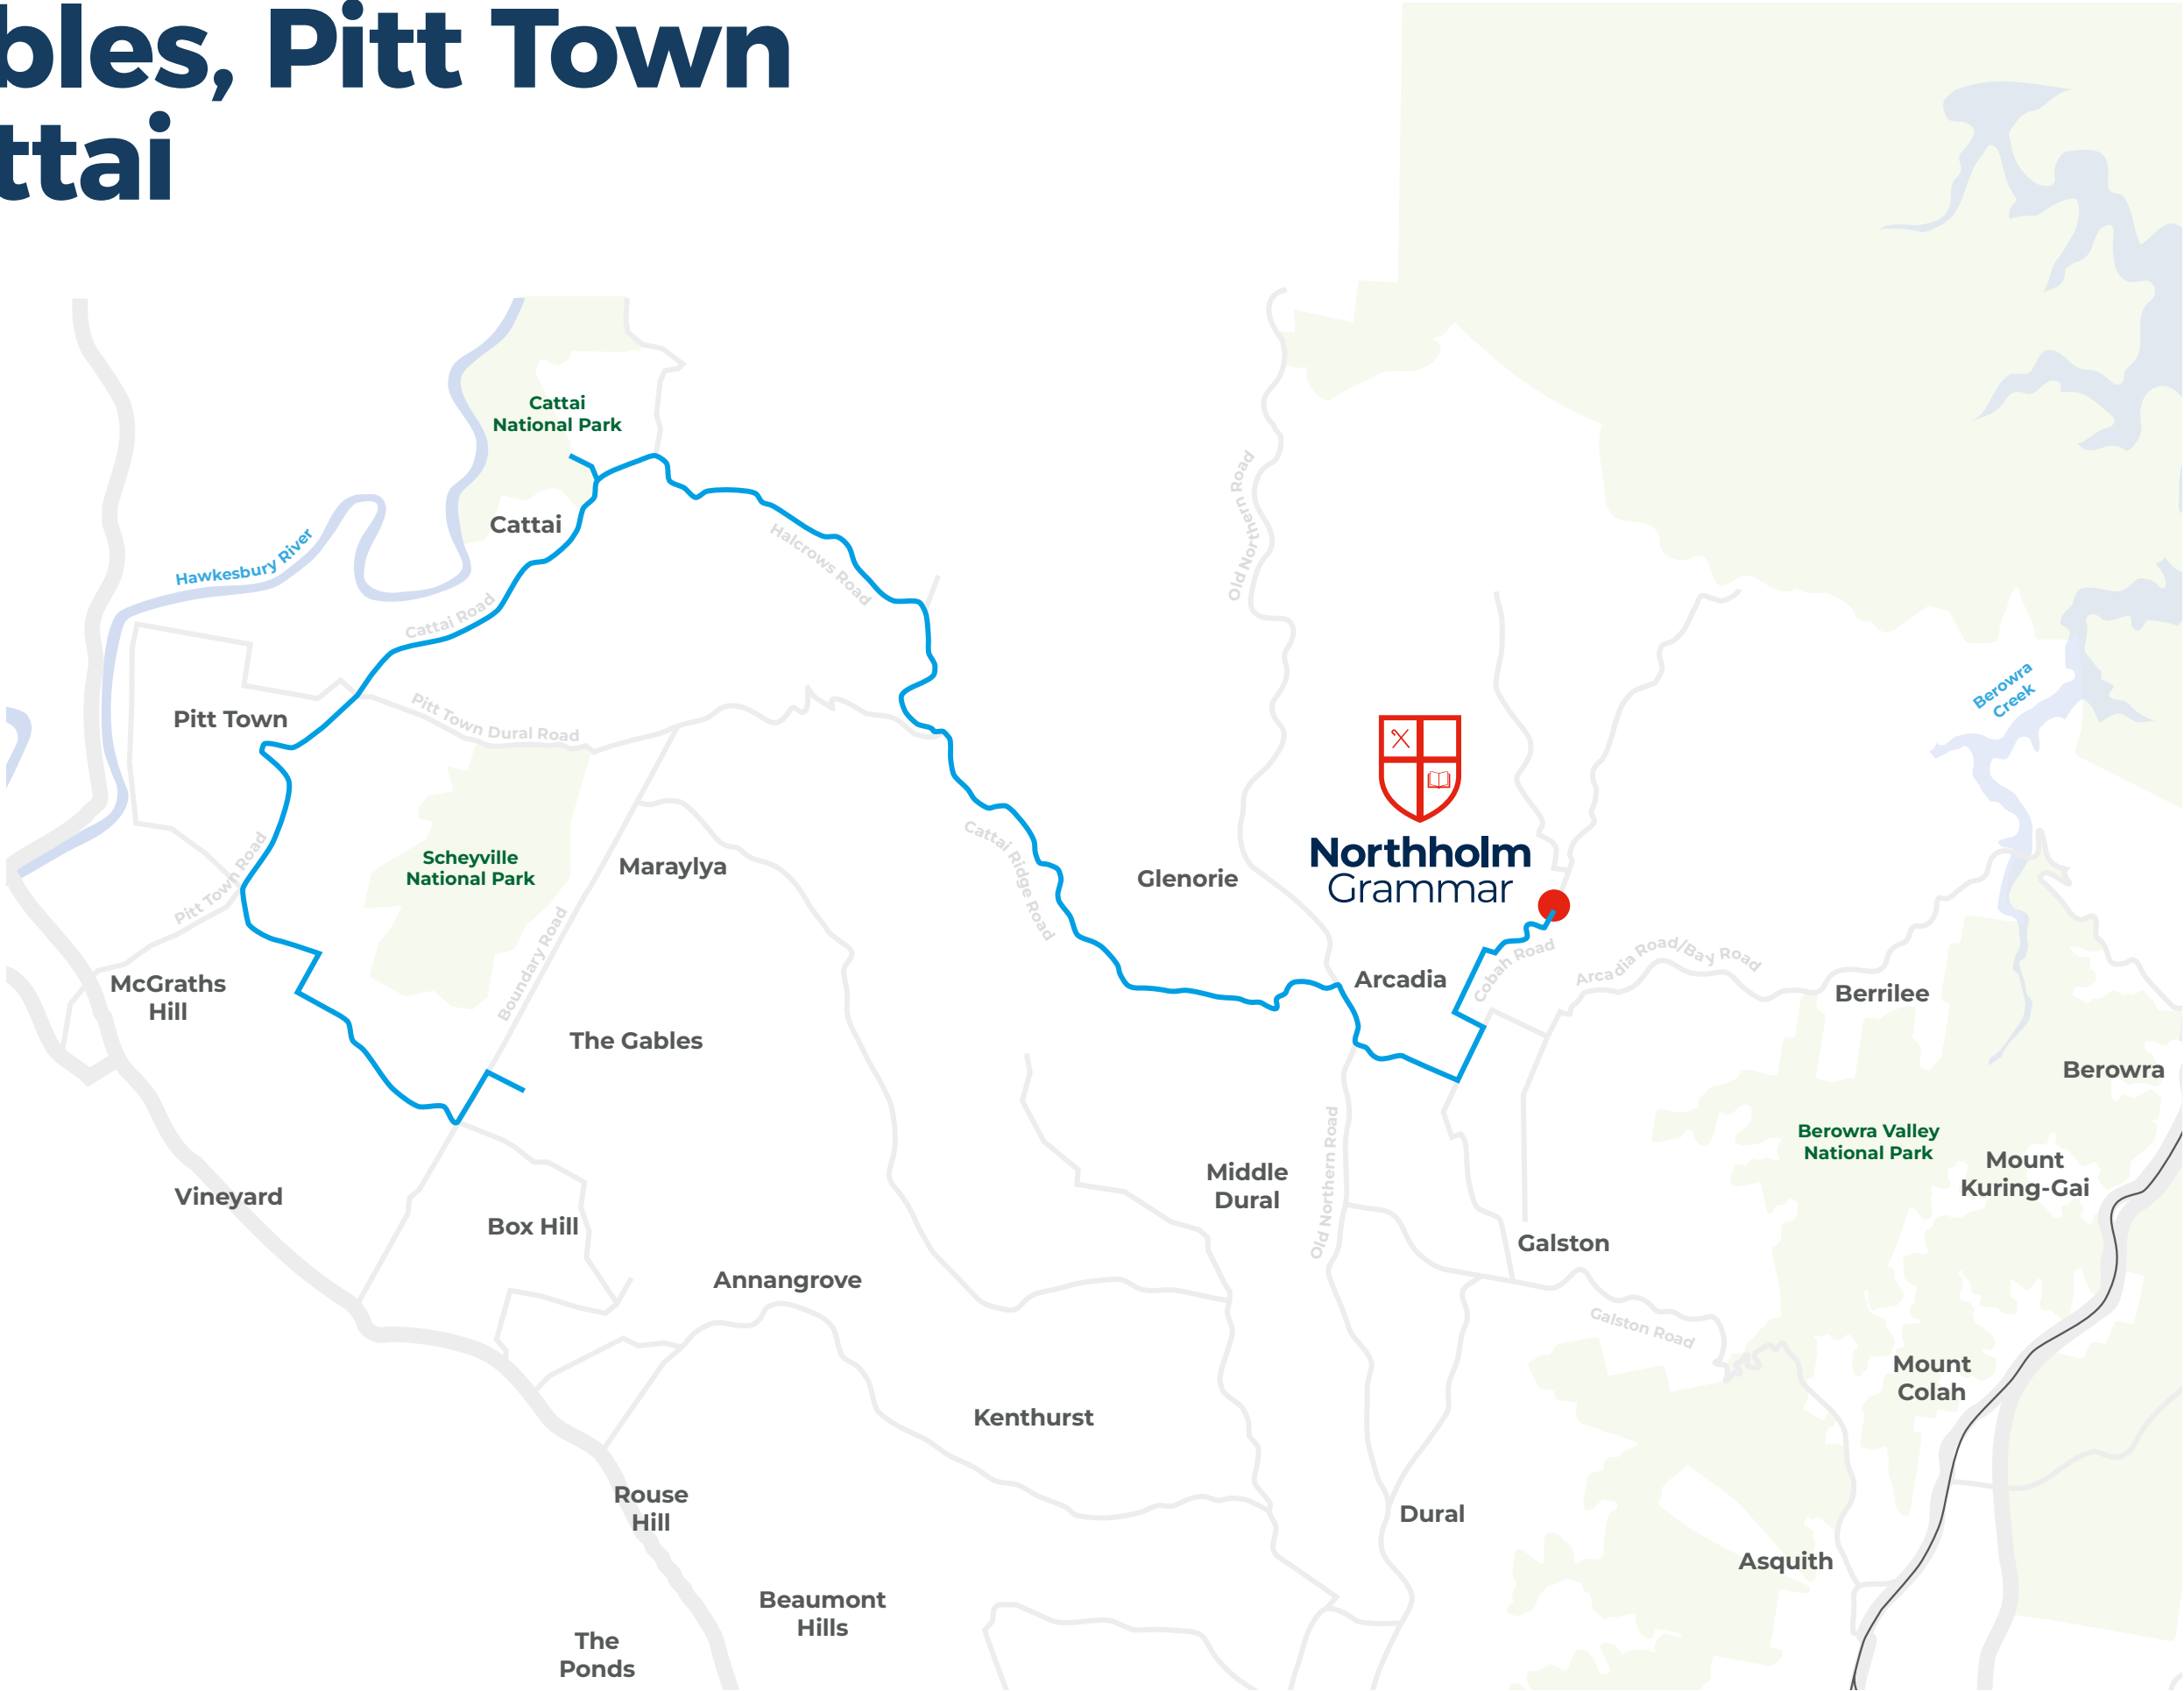 bles, Pitt Town
ttai
Cattai
National Park
Cattai
Hawkesbury River
Cattai Road
Halcrows Road
Old Northern Road
Pitt Town
Pitt Town Dural Road
Berowra
Creek
Scheyville
National Park
Maraylya
Pitt Town Road
Boundary Road
Cattai Ridge Road
Glenorie
Northholm
Grammar
McGraths
Hill
The Gables
Arcadia
Cobah Road
Arcadia Road/Bay Road
Berrilee
Berowra
Berowra Valley
National Park
Mount
Kuring-Gai
Vineyard
Box Hill
Middle
Dural
Old Northern Road
Galston
Annangrove
Galston Road
Mount
Colah
Kenthurst
Rouse
Hill
Dural
Asquith
Beaumont
Hills
The
Ponds